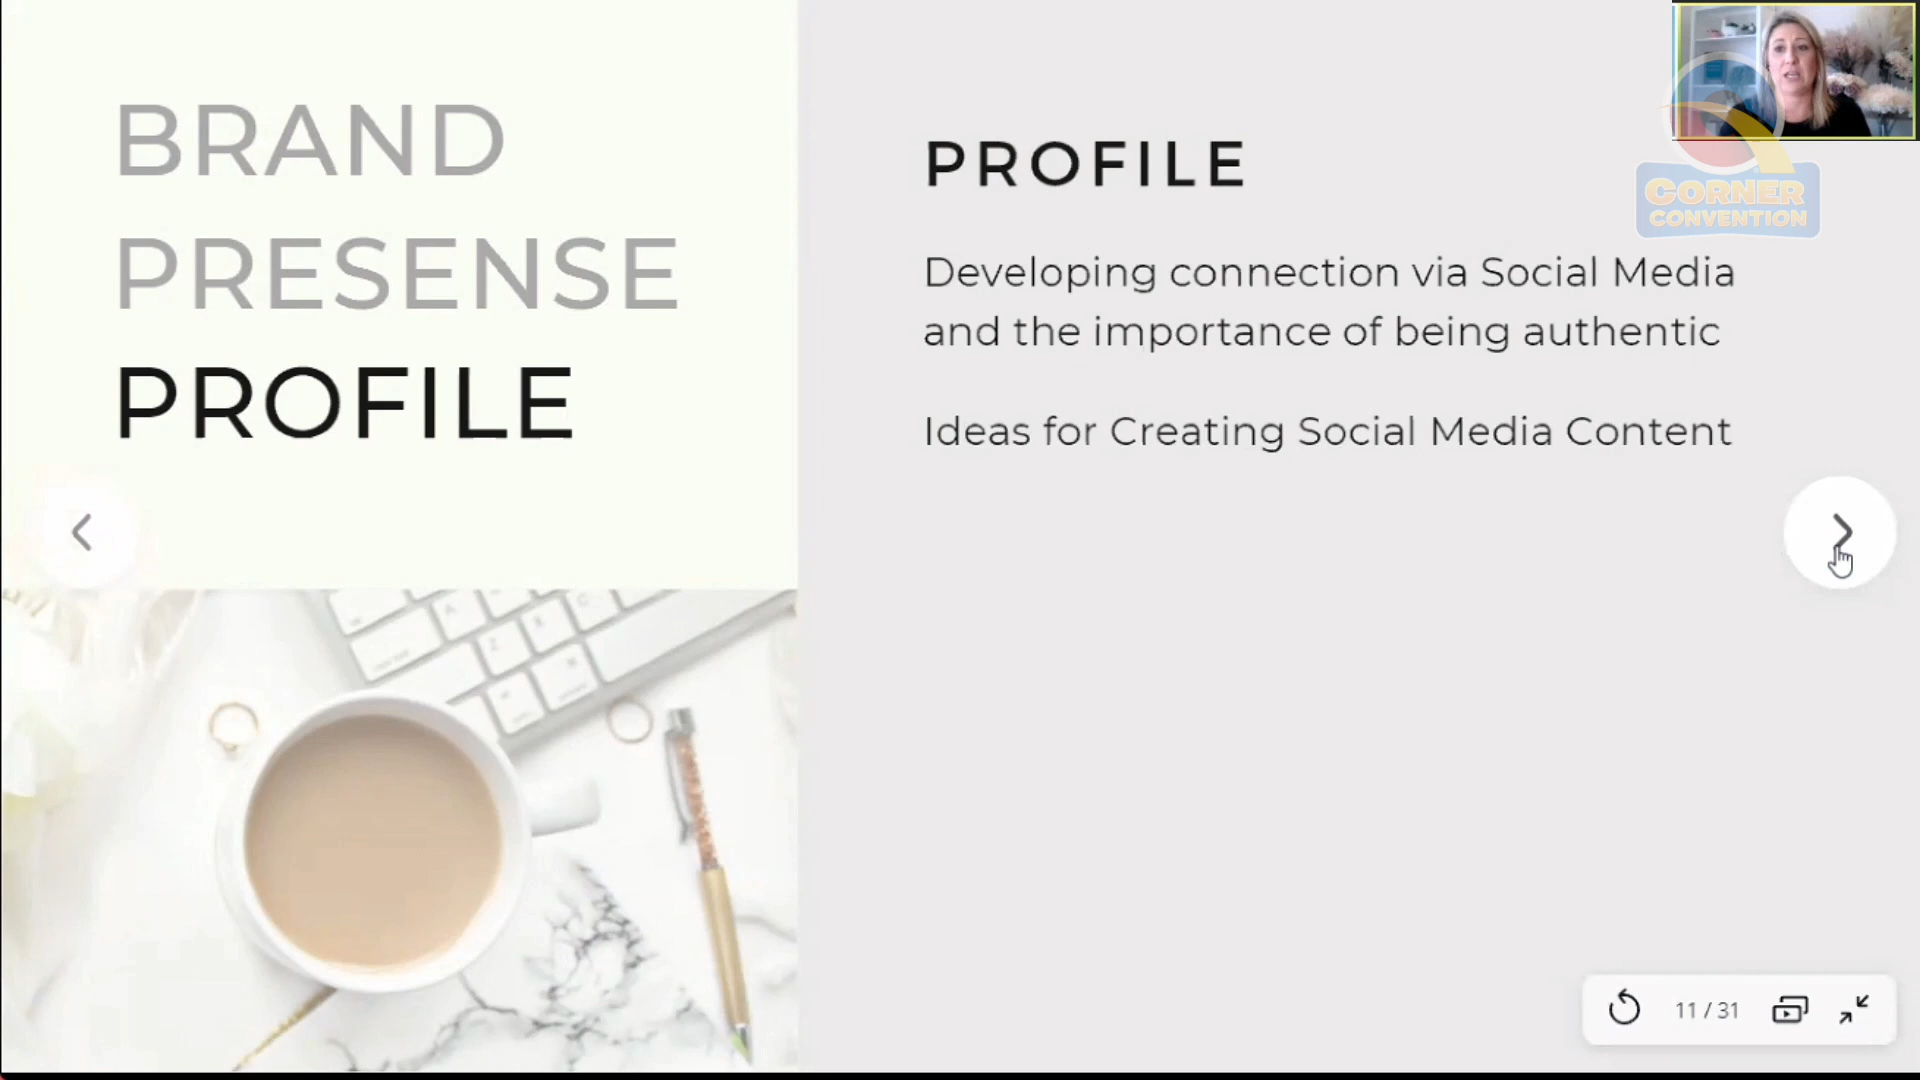 BRAND
PRESENSE
PROFILE
PROFILE
Developing connection via Social Media
and the importance of being authentic
Ideas for Creating Social Media Content
CORNER
CONVENTION
11 / 31